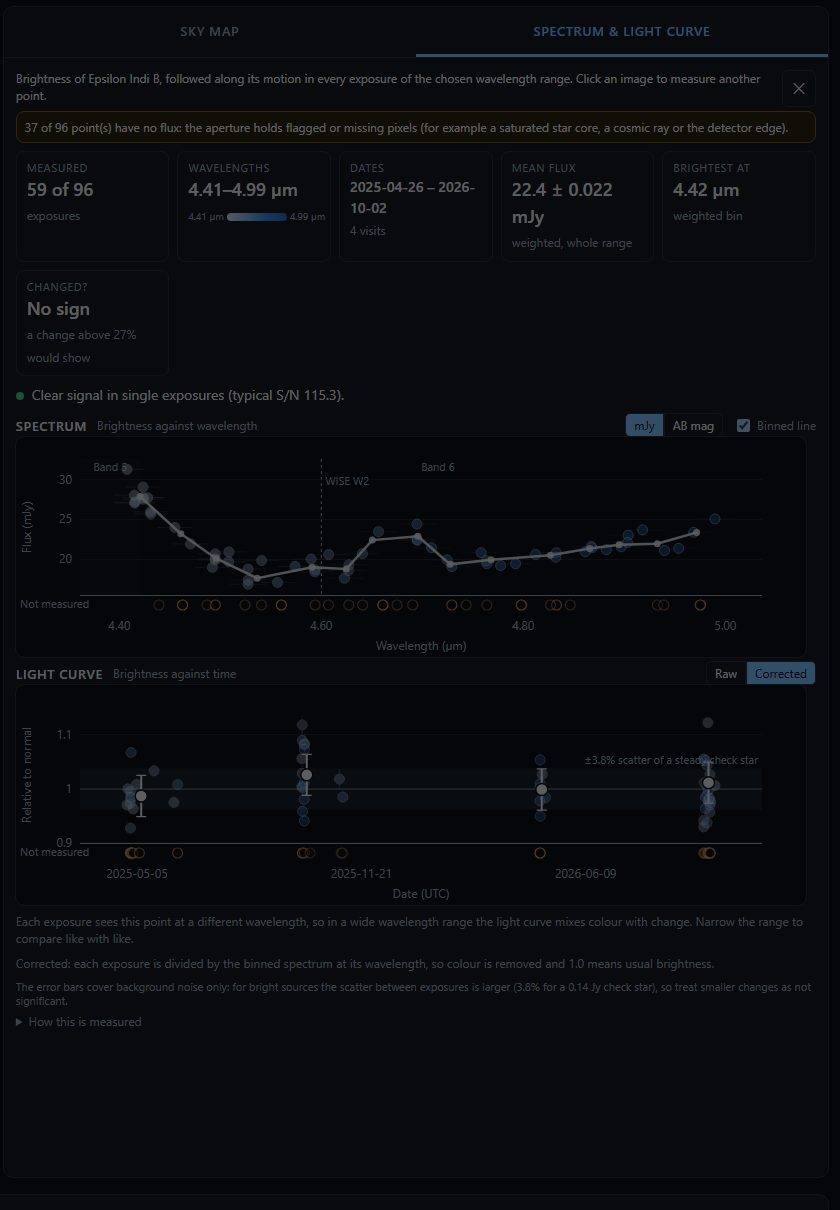 SKY MAP
SPECTRUM & LIGHT CURVE
Brightness of Epsilon Indi B, followed along its motion in every exposure of the chosen wavelength range. Click an image to measure another
point.
37 of 96 point(s) have no flux: the aperture holds flagged or missing pixels (for example a saturated star core, a cosmic ray or the detector edge).
MEASURED
59 of 96
exposures
WAVELENGTHS
4.41–4.99 µm
4.41 µm 4.99 µm
DATES
2025-04-26 – 2026-
10-02
4 visits
MEAN FLUX
22.4 ± 0.022
mJy
weighted, whole range
BRIGHTEST AT
4.42 µm
weighted bin
CHANGED?
No sign
a change above 27%
would show
Clear signal in single exposures (typical S/N 115.3).
SPECTRUM Brightness against wavelength
mJy AB mag Binned line
Band 5
WISE W2
Band 6
Flux (mJy)
30
25
20
Not measured
4.40 4.60 4.80 5.00
Wavelength (µm)
LIGHT CURVE Brightness against time
Raw Corrected
Relative to normal
1.1
±3.8% scatter of a steady check star
1
0.9
Not measured
2025-05-05 2025-11-21 2026-06-09
Date (UTC)
Each exposure sees this point at a different wavelength, so in a wide wavelength range the light curve mixes colour with change. Narrow the range to
compare like with like.
Corrected: each exposure is divided by the binned spectrum at its wavelength, so colour is removed and 1.0 means usual brightness.
The error bars cover background noise only: for bright sources the scatter between exposures is larger (3.8% for a 0.14 Jy check star), so treat smaller changes as not
significant.
How this is measured